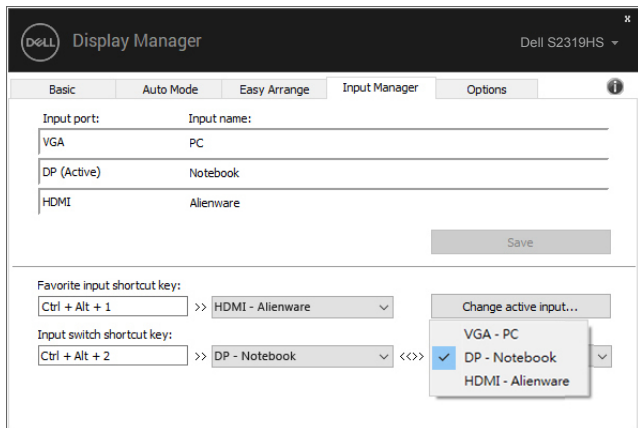 x
DELL Display Manager Dell S2319HS
Basic Auto Mode Easy Arrange Input Manager Options i
Input port: Input name:
VGA PC
DP (Active) Notebook
HDMI Alienware
Save
Favorite input shortcut key:
Ctrl + Alt + 1 >> HDMI - Alienware Change active input...
Input switch shortcut key:
VGA - PC
Ctrl + Alt + 2 >> DP - Notebook <<>> DP - Notebook
HDMI - Alienware